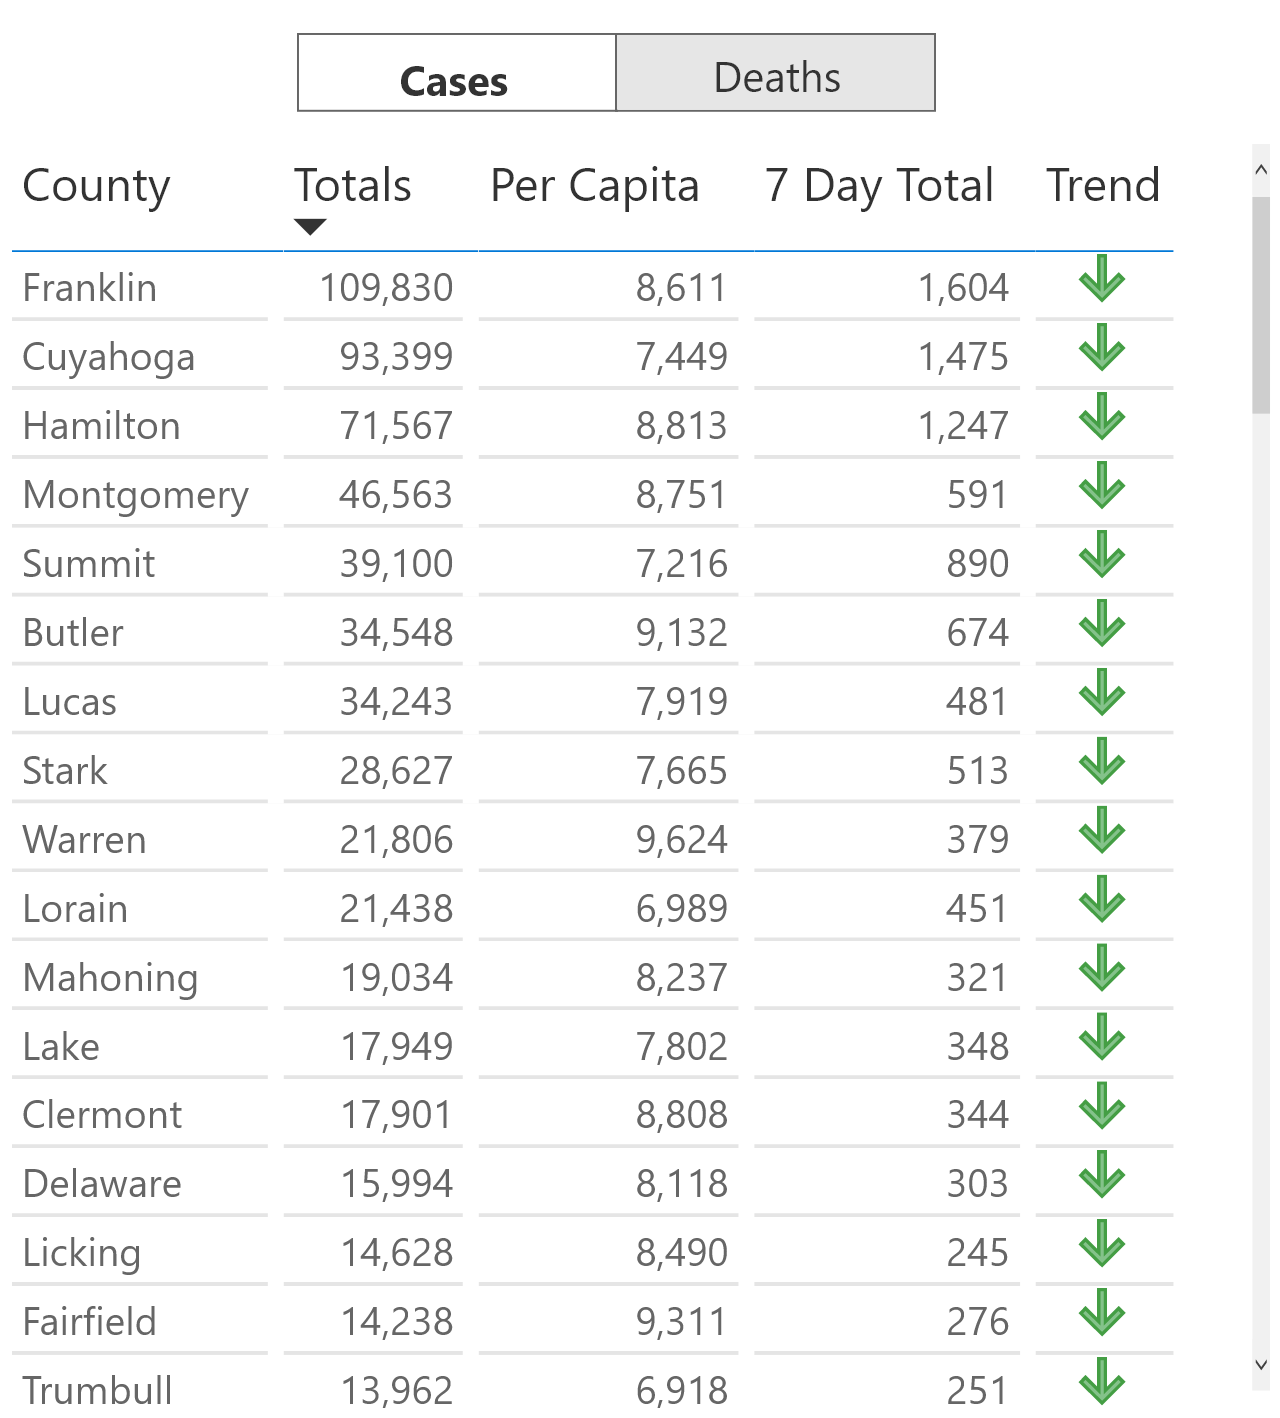 Cases Deaths
County Totals Per Capita 7 Day Total Trend
Franklin 109,830 8,611 1,604
Cuyahoga 93,399 7,449 1,475
Hamilton 71,567 8,813 1,247
Montgomery 46,563 8,751 591
Summit 39,100 7,216 890
Butler 34,548 9,132 674
Lucas 34,243 7,919 481
Stark 28,627 7,665 513
Warren 21,806 9,624 379
Lorain 21,438 6,989 451
Mahoning 19,034 8,237 321
Lake 17,949 7,802 348
Clermont 17,901 8,808 344
Delaware 15,994 8,118 303
Licking 14,628 8,490 245
Fairfield 14,238 9,311 276
Trumbull 13,962 6,918 251